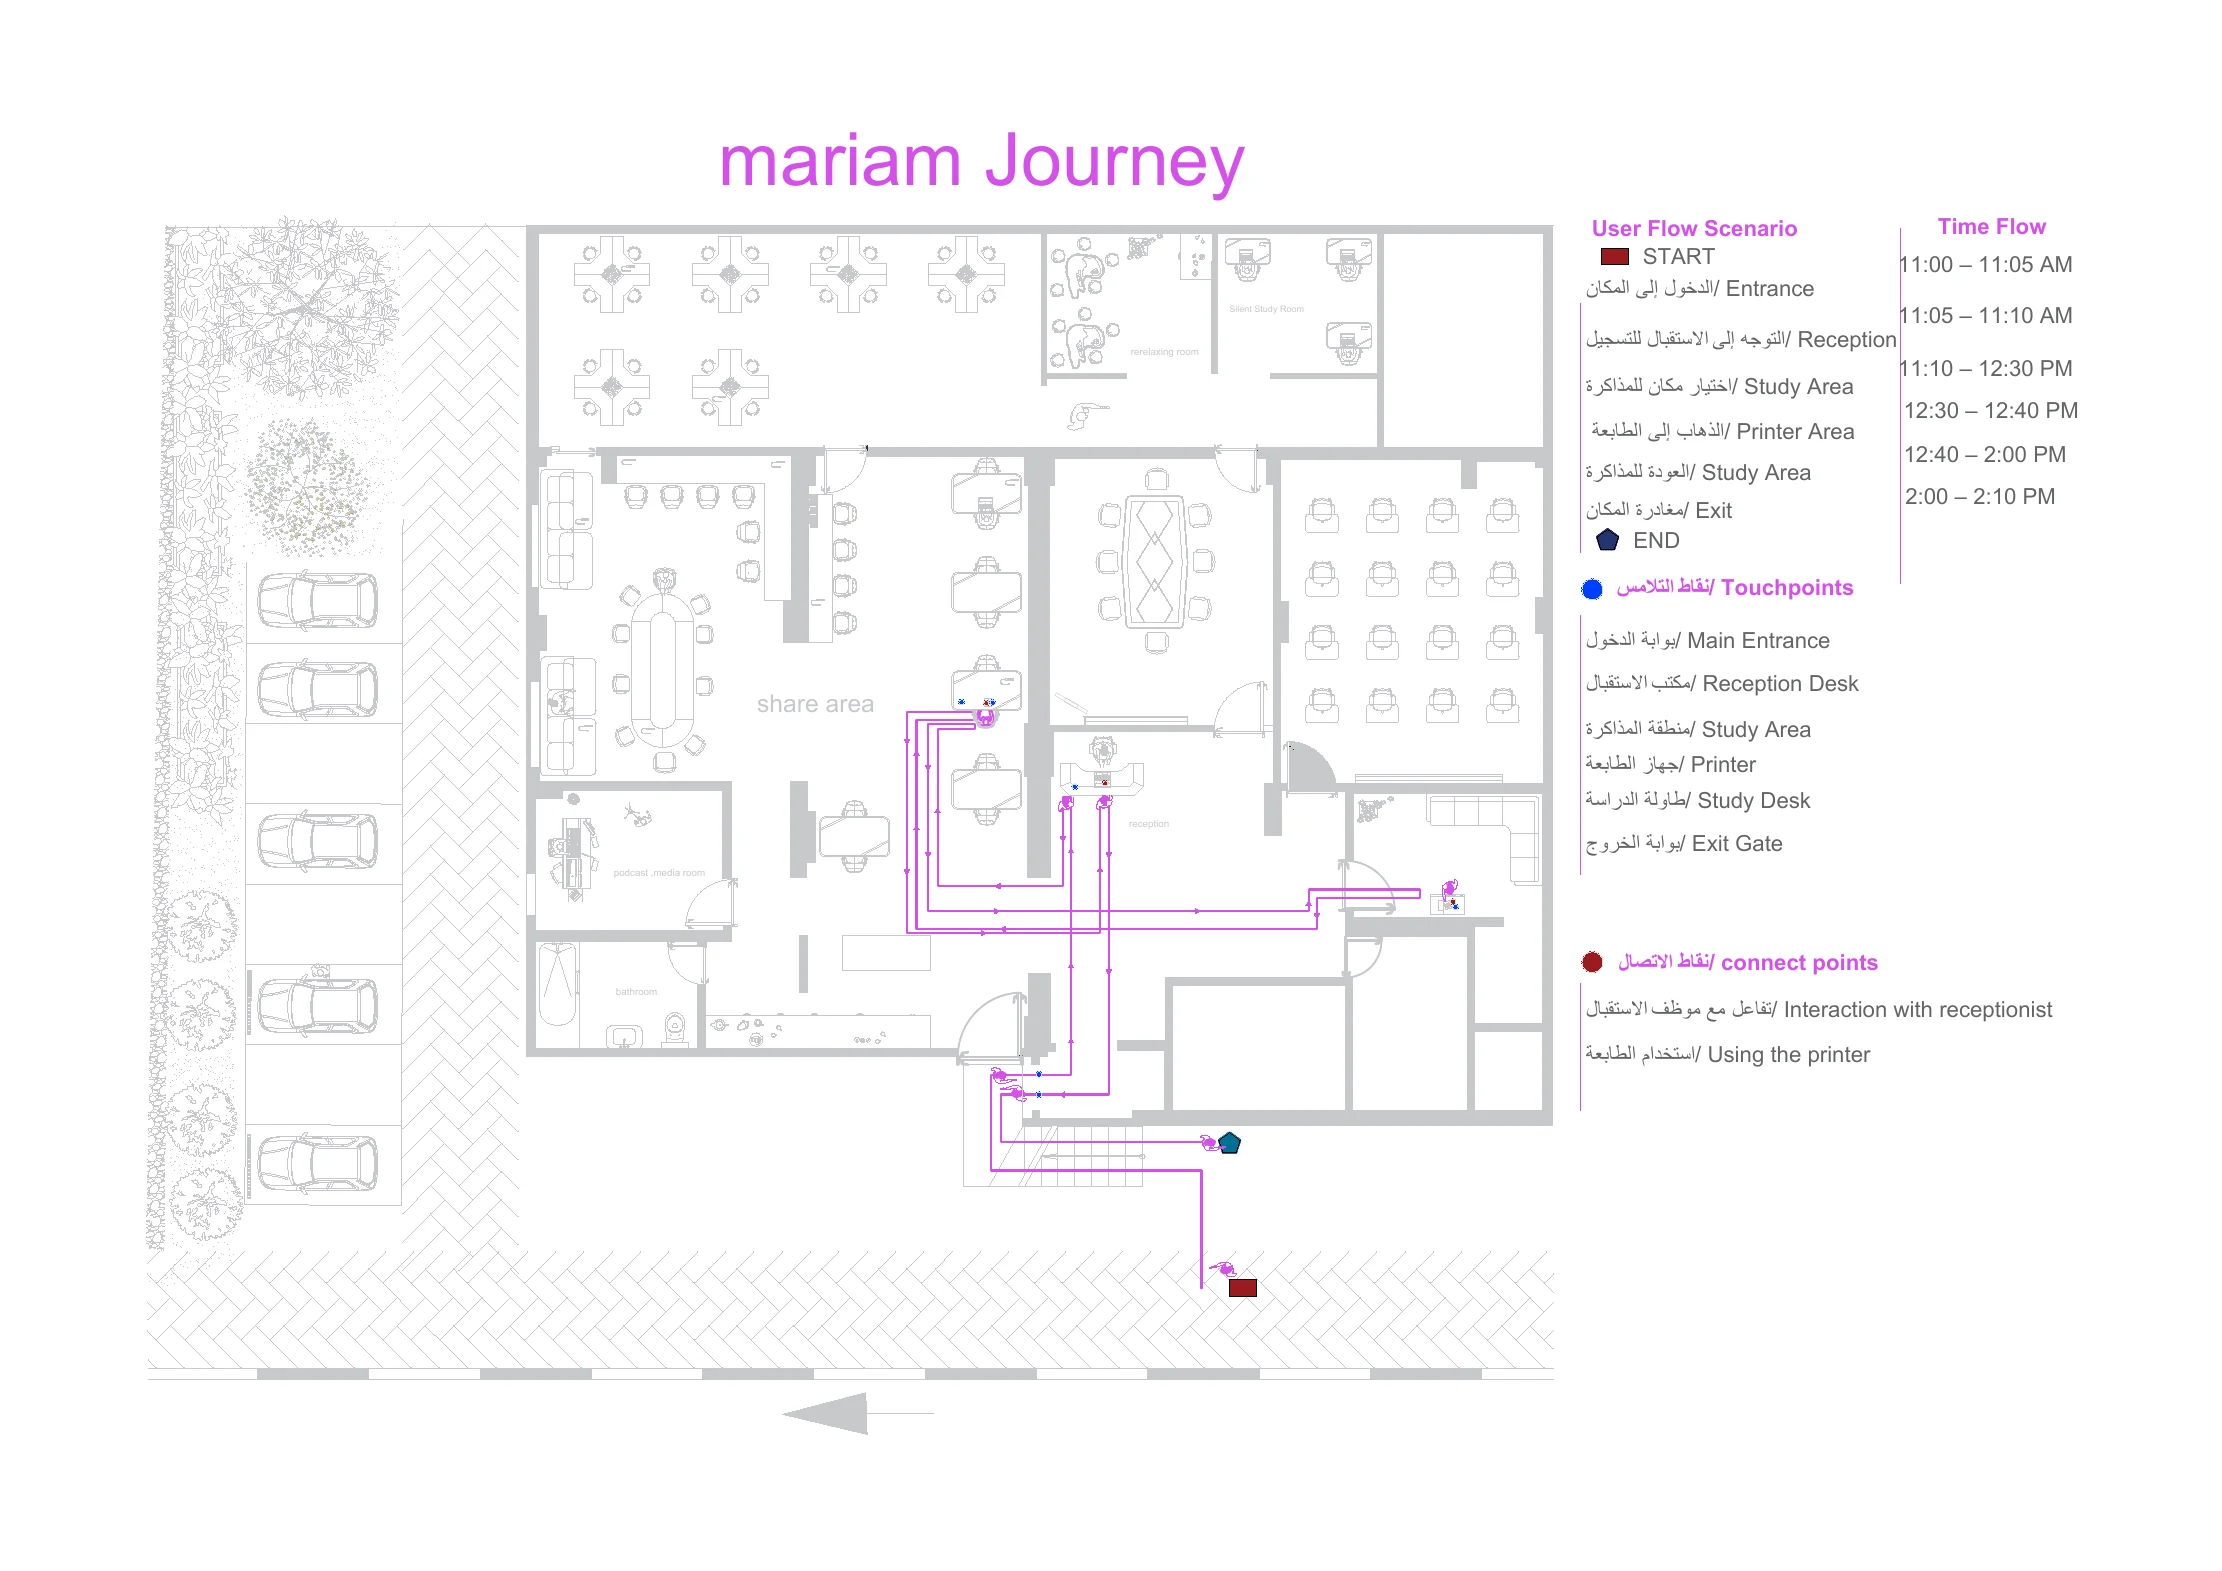 mariam Journey
User Flow Scenario
START
الدخول إلى المكان/ Entrance
التوجه إلى الاستقبال للتسجيل/ Reception
اختيار مكان للمذاكرة/ Study Area
الذهاب إلى الطابعة/ Printer Area
العودة للمذاكرة/ Study Area
مغادرة المكان/ Exit
END
Time Flow
11:00 – 11:05 AM
11:05 – 11:10 AM
11:10 – 12:30 PM
12:30 – 12:40 PM
12:40 – 2:00 PM
2:00 – 2:10 PM
نقاط التلامس/ Touchpoints
بوابة الدخول/ Main Entrance
مكتب الاستقبال/ Reception Desk
منطقة المذاكرة/ Study Area
جهاز الطابعة/ Printer
طاولة الدراسة/ Study Desk
بوابة الخروج/ Exit Gate
نقاط الاتصال/ connect points
تفاعل مع موظف الاستقبال/ Interaction with receptionist
استخدام الطابعة/ Using the printer
Silent Study Room
rerelaxing room
share area
reception
podcast ,media room
bathroom